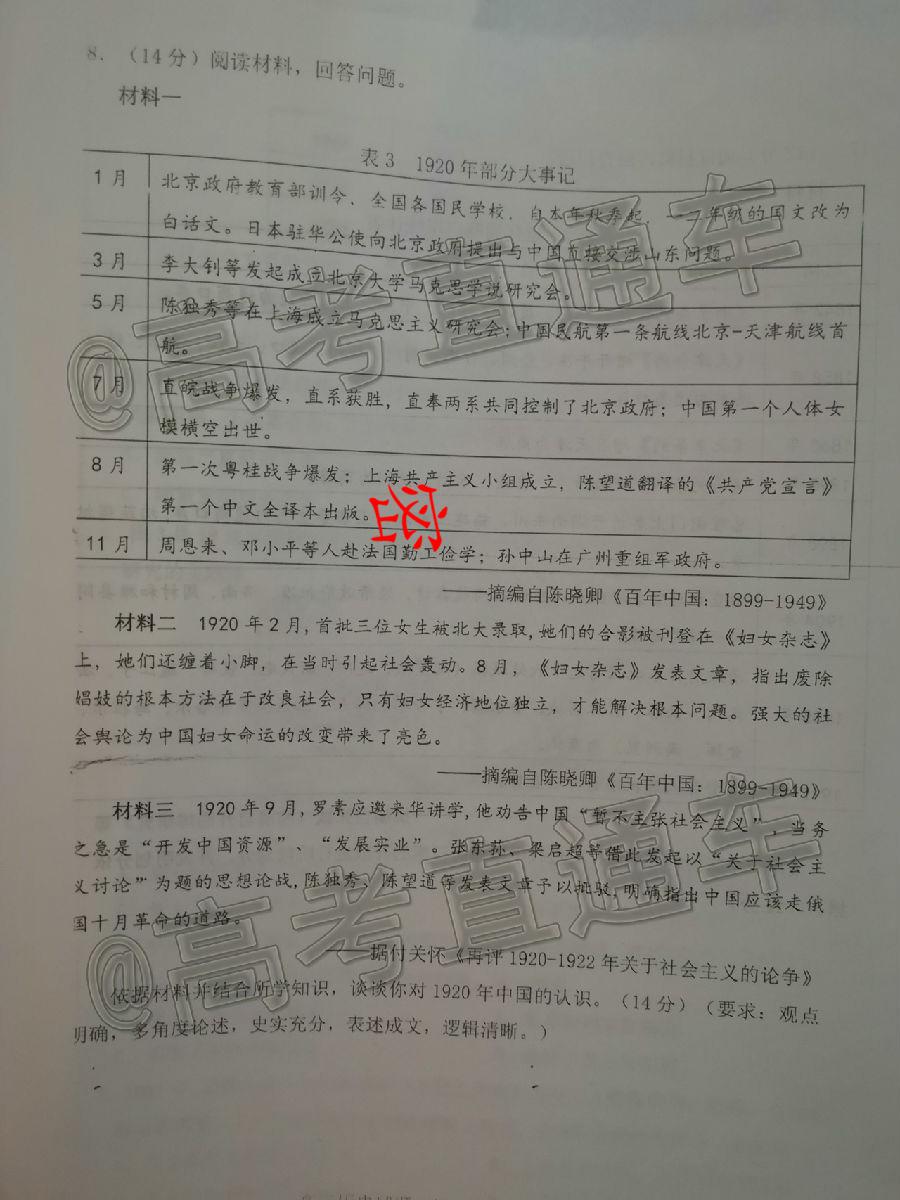 8. （14分）阅读材料，回答问题。
材料一
表3 1920年部分大事记
1月
北京政府教育部训令、全国各国民学校，自本年秋季起，一二年级的国文改为
白话文。日本驻华公使向北京政府提出与中国直接交涉山东问题。
3月
李大钊等发起成立北京大学马克思学说研究会。
5月
陈独秀等在上海成立马克思主义研究会；中国民航第一条航线北京-天津航线首
航。
7月
直皖战争爆发，直系获胜，直奉两系共同控制了北京政府；中国第一个人体女
模横空出世。
8月
第一次粤桂战争爆发；上海共产主义小组成立，陈望道翻译的《共产党宣言》
第一个中文全译本出版。
11月
周恩来、邓小平等人赴法国勤工俭学；孙中山在广州重组军政府。
——摘编自陈晓卿《百年中国：1899-1949》
材料二 1920年2月，首批三位女生被北大录取，她们的合影被刊登在《妇女杂志》
上，她们还缠着小脚，在当时引起社会轰动。8月，《妇女杂志》发表文章，指出废除
娼妓的根本方法在于改良社会，只有妇女经济地位独立，才能解决根本问题。强大的社
会舆论为中国妇女命运的改变带来了亮色。
——摘编自陈晓卿《百年中国：1899-1949》
材料三 1920年9月，罗素应邀来华讲学，他劝告中国“暂不主张社会主义”，当务
之急是“开发中国资源”、“发展实业”。张东荪、梁启超等借此发起以“关于社会主
义讨论”为题的思想论战，陈独秀、陈望道等发表文章予以批驳，明确指出中国应该走俄
国十月革命的道路。
——据付关怀《再评1920-1922年关于社会主义的论争》
依据材料并结合所学知识，谈谈你对1920年中国的认识。（14分）（要求：观点
明确，多角度论述，史实充分，表述成文，逻辑清晰。）
@高考直通车
@高考直通车